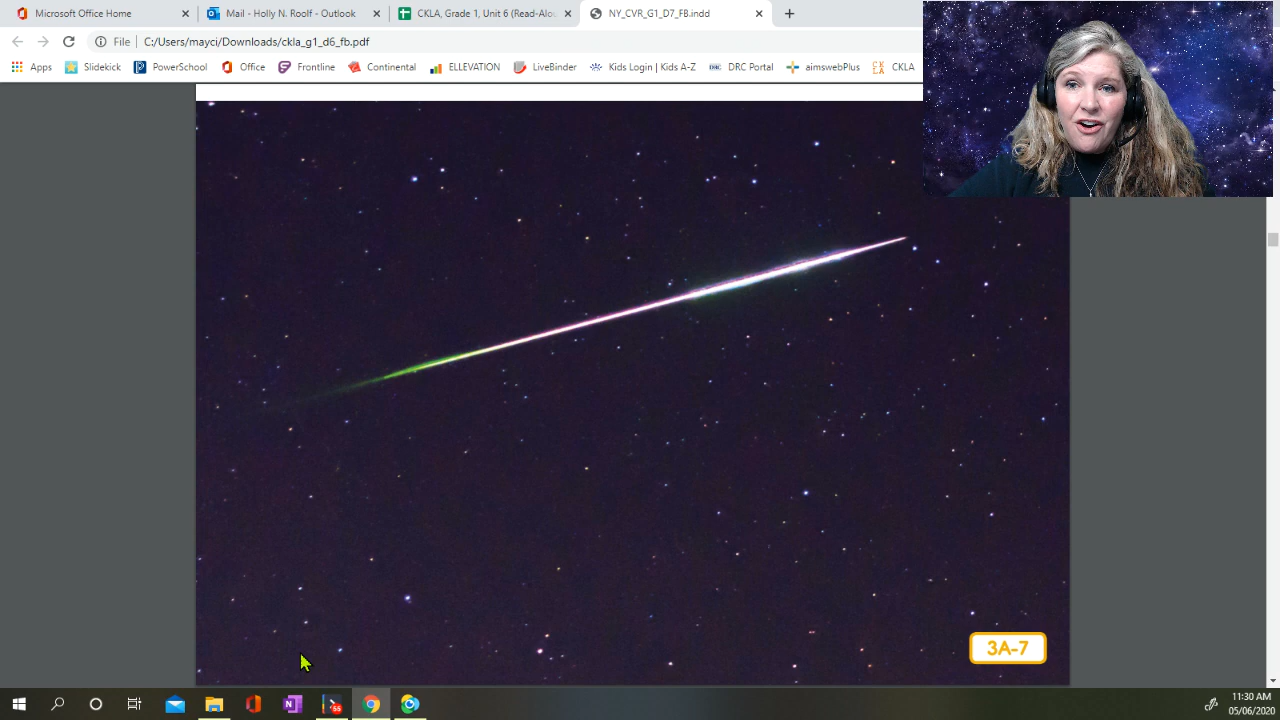 Microsoft Office Home
Mail - Holly N. Roolf - Outlook
CKLA, Grade 1, Unit 6 (Read-Alo
NY_CVR_G1_D7_FB.indd
File C:/Users/mayci/Downloads/ckla_g1_d6_fb.pdf
Apps Sidekick PowerSchool Office Frontline Continental ELLEVATION LiveBinder Kids Login | Kids A-Z DRC Portal aimswebPlus CKLA
3A-7
11:30 AM
05/06/2020